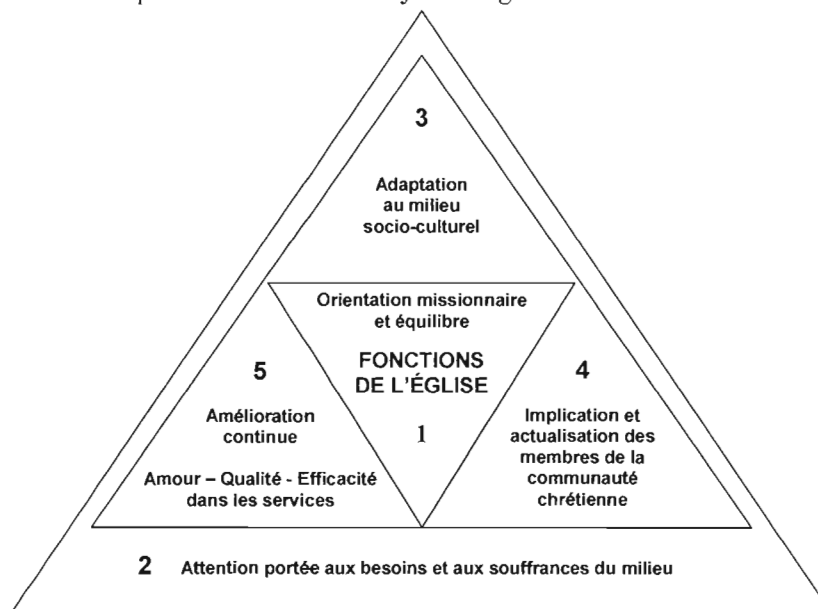 3
Adaptation
au milieu
socio-culturel
Orientation missionnaire
et équilibre
FONCTIONS
DE L'ÉGLISE
1
5
Amélioration
continue
Amour – Qualité - Efficacité
dans les services
4
Implication et
actualisation des
membres de la
communauté
chrétienne
2 Attention portée aux besoins et aux souffrances du milieu